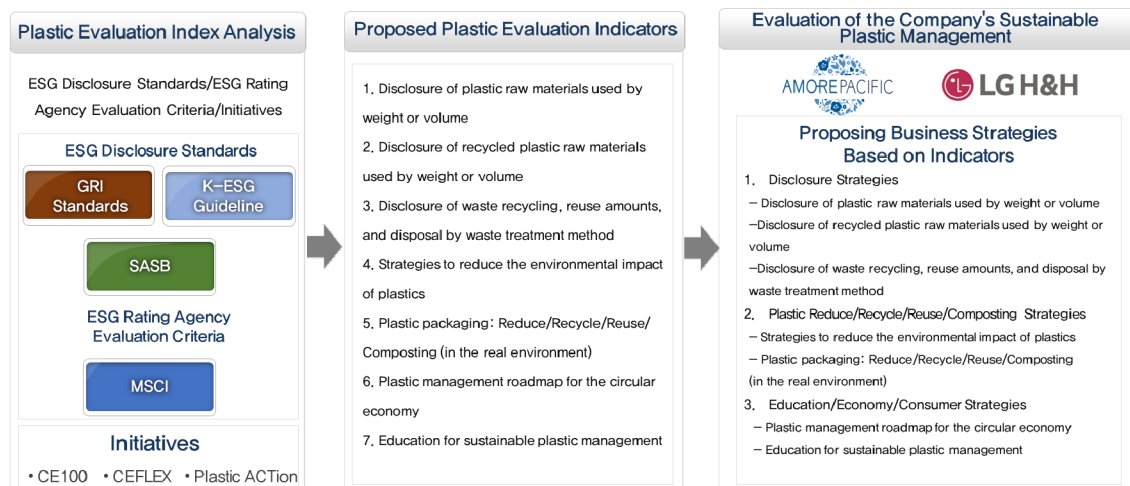 Plastic Evaluation Index Analysis
ESG Disclosure Standards/ESG Rating
Agency Evaluation Criteria/Initiatives
ESG Disclosure Standards
GRI
Standards
K-ESG
Guideline
SASB
ESG Rating Agency
Evaluation Criteria
MSCI
Initiatives
• CE100 • CEFLEX • Plastic ACTion
Proposed Plastic Evaluation Indicators
1. Disclosure of plastic raw materials used by
weight or volume
2. Disclosure of recycled plastic raw materials
used by weight or volume
3. Disclosure of waste recycling, reuse amounts,
and disposal by waste treatment method
4. Strategies to reduce the environmental impact
of plastics
5. Plastic packaging: Reduce/Recycle/Reuse/
Composting (in the real environment)
6. Plastic management roadmap for the circular
economy
7. Education for sustainable plastic management
Evaluation of the Company's Sustainable
Plastic Management
AMOREPACIFIC
LG H&H
Proposing Business Strategies
Based on Indicators
1. Disclosure Strategies
– Disclosure of plastic raw materials used by weight or volume
–Disclosure of recycled plastic raw materials used by weight or
volume
–Disclosure of waste recycling, reuse amounts, and disposal by
waste treatment method
2. Plastic Reduce/Recycle/Reuse/Composting Strategies
– Strategies to reduce the environmental impact of plastics
– Plastic packaging: Reduce/Recycle/Reuse/Composting
(in the real environment)
3. Education/Economy/Consumer Strategies
– Plastic management roadmap for the circular economy
– Education for sustainable plastic management